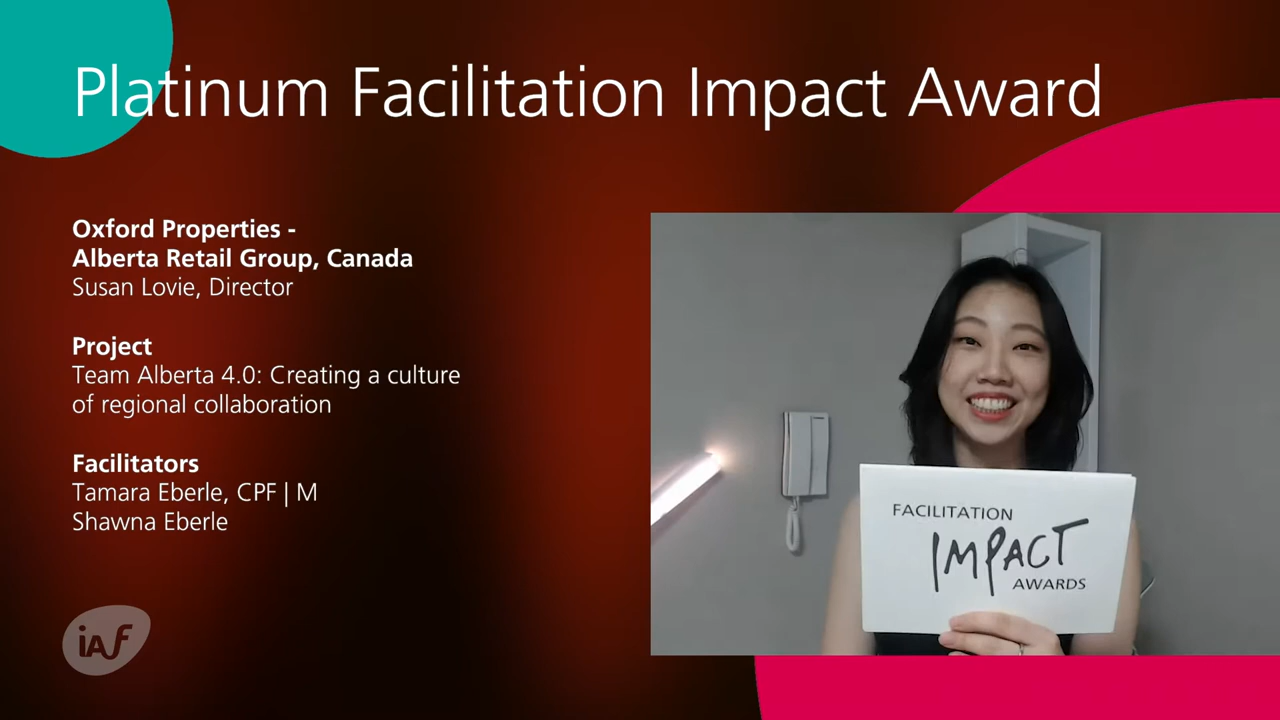 Platinum Facilitation Impact Award
Oxford Properties -
Alberta Retail Group, Canada
Susan Lovie, Director
Project
Team Alberta 4.0: Creating a culture
of regional collaboration
Facilitators
Tamara Eberle, CPF | M
Shawna Eberle
iAF
FACILITATION
IMPACT
AWARDS